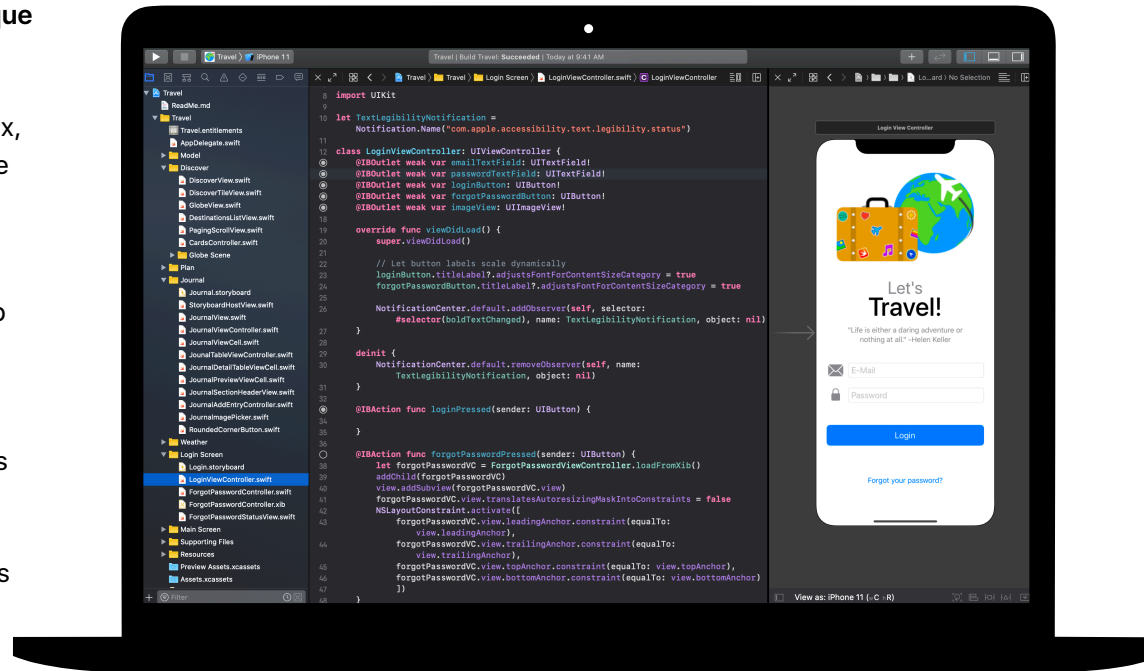 que
x,
e
o
s
s
Travel 〉 iPhone 11
Travel | Build Travel: Succeeded | Today at 9:41 AM
Travel
ReadMe.md
Travel
Travel.entitlements
AppDelegate.swift
Model
Discover
DiscoverView.swift
DiscoverTileView.swift
GlobeView.swift
DestinationsListView.swift
PagingScrollView.swift
CardsController.swift
Globe Scene
Plan
Journal
Journal.storyboard
StoryboardHostView.swift
JournalView.swift
JournalViewController.swift
JournalViewCell.swift
JounalTableViewController.swift
JournalDetailTableViewCell.swift
JournalPreviewViewCell.swift
JournalSectionHeaderView.swift
JournalAddEntryController.swift
JournalmagePicker.swift
RoundedCornerButton.swift
Weather
Login Screen
Login.storyboard
LoginViewController.swift
ForgotPasswordController.swift
ForgotPasswordController.xib
ForgotPasswordStatusView.swift
Main Screen
Supporting Files
Resources
Preview Assets.xcassets
Assets.xcassets
Filter
Travel 〉 Travel 〉 Login Screen 〉 LoginViewController.swift 〉 C LoginViewController
8 import UIKit
9
10 let TextLegibilityNotification =
Notification.Name("com.apple.accessibility.text.legibility.status")
11
12 class LoginViewController: UIViewController {
@IBOutlet weak var emailTextField: UITextField!
@IBOutlet weak var passwordTextField: UITextField!
@IBOutlet weak var loginButton: UIButton!
@IBOutlet weak var forgotPasswordButton: UIButton!
@IBOutlet weak var imageView: UIImageView!
18
19 override func viewDidLoad() {
20 super.viewDidLoad()
21
22 // Let button labels scale dynamically
23 loginButton.titleLabel?.adjustsFontForContentSizeCategory = true
24 forgotPasswordButton.titleLabel?.adjustsFontForContentSizeCategory = true
25
26 NotificationCenter.default.addObserver(self, selector:
#selector(boldTextChanged), name: TextLegibilityNotification, object: nil)
27 }
28
29 deinit {
30 NotificationCenter.default.removeObserver(self, name:
TextLegibilityNotification, object: nil)
31 }
32
@IBAction func loginPressed(sender: UIButton) {
34
35 }
36
@IBAction func forgotPasswordPressed(sender: UIButton) {
38 let forgotPasswordVC = ForgotPasswordViewController.loadFromXib()
39 addChild(forgotPasswordVC)
40 view.addSubview(forgotPasswordVC.view)
41 forgotPasswordVC.view.translatesAutoresizingMaskIntoConstraints = false
42 NSLayoutConstraint.activate([
43 forgotPasswordVC.view.leadingAnchor.constraint(equalTo:
view.leadingAnchor),
44 forgotPasswordVC.view.trailingAnchor.constraint(equalTo:
view.trailingAnchor),
45 forgotPasswordVC.view.topAnchor.constraint(equalTo: view.topAnchor),
46 forgotPasswordVC.view.bottomAnchor.constraint(equalTo: view.bottomAnchor)
47 ])
48 }
Lo...ard 〉 No Selection
Login View Controller
Let's
Travel!
"Life is either a daring adventure or
nothing at all." -Helen Keller
E-Mail
Password
Login
Forgot your password?
View as: iPhone 11 (wC hR)